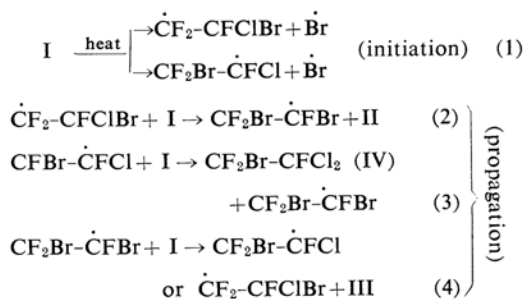 I heat →ĊF₂-CFClBr + Ḃr (initiation) (1)
→CF₂Br-ĊFCl + Ḃr
ĊF₂-CFClBr + I → CF₂Br-ĊFBr + II (2)
CFBr-ĊFCl + I → CF₂Br-CFCl₂ (IV)
+ CF₂Br-ĊFBr (3)
CF₂Br-ĊFBr + I → CF₂Br-ĊFCl
or ĊF₂-CFClBr + III (4)
(propagation)